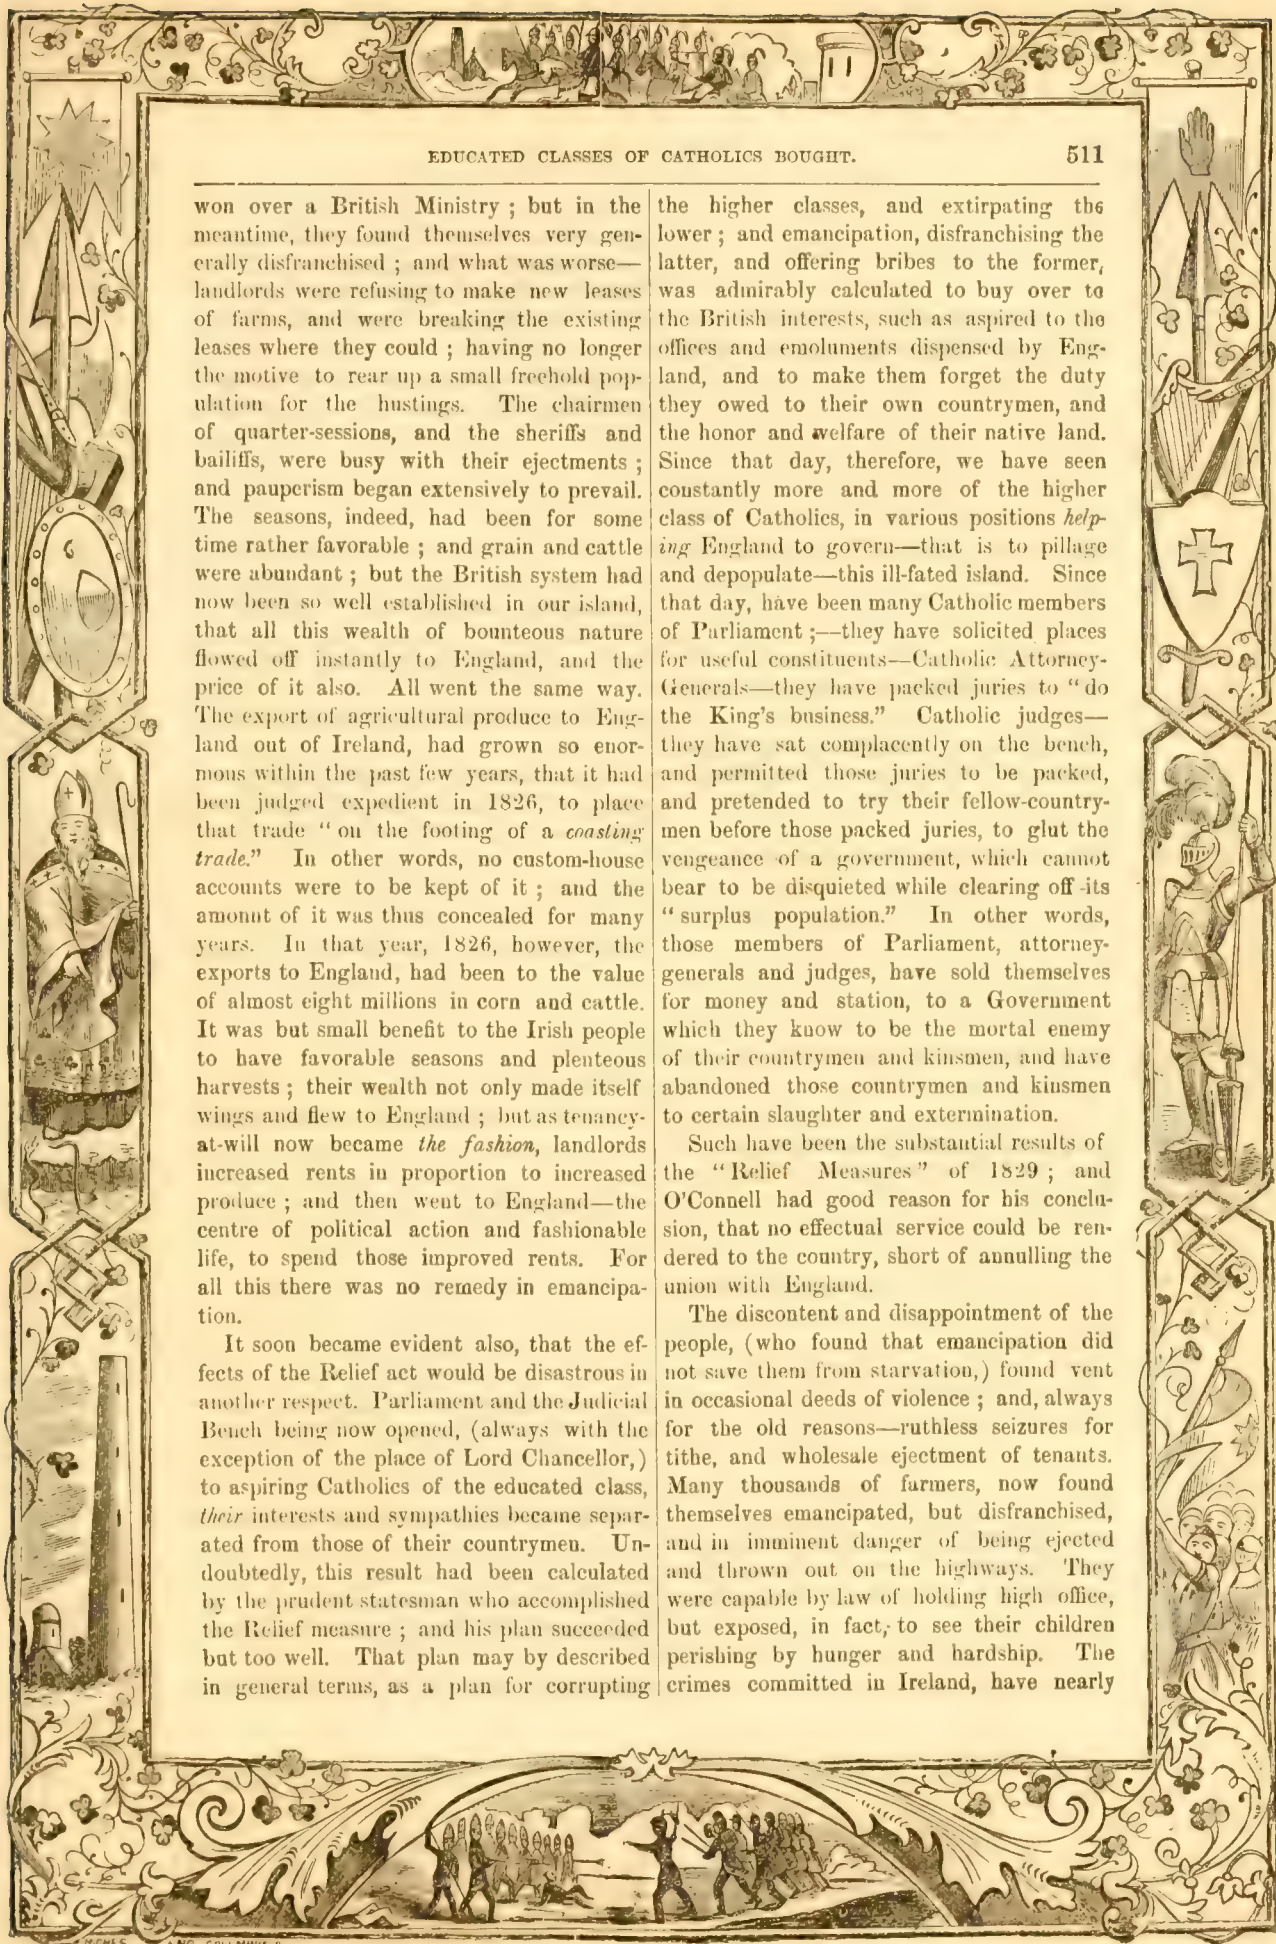 EDUCATED CLASSES OF CATHOLICS BOUGHT. 511
won over a British Ministry ; but in the
meantime, they found themselves very gen-
erally disfranchised ; and what was worse—
landlords were refusing to make new leases
of farms, and were breaking the existing
leases where they could ; having no longer
the motive to rear up a small freehold pop-
ulation for the hustings. The chairmen
of quarter-sessions, and the sheriffs and
bailiffs, were busy with their ejectments ;
and pauperism began extensively to prevail.
The seasons, indeed, had been for some
time rather favorable ; and grain and cattle
were abundant ; but the British system had
now been so well established in our island,
that all this wealth of bounteous nature
flowed off instantly to England, and the
price of it also. All went the same way.
The export of agricultural produce to Eng-
land out of Ireland, had grown so enor-
mous within the past few years, that it had
been judged expedient in 1826, to place
that trade “ on the footing of a coasting
trade.” In other words, no custom-house
accounts were to be kept of it ; and the
amount of it was thus concealed for many
years. In that year, 1826, however, the
exports to England, had been to the value
of almost eight millions in corn and cattle.
It was but small benefit to the Irish people
to have favorable seasons and plenteous
harvests ; their wealth not only made itself
wings and flew to England ; but as tenancy-
at-will now became the fashion, landlords
increased rents in proportion to increased
produce ; and then went to England—the
centre of political action and fashionable
life, to spend those improved rents. For
all this there was no remedy in emancipa-
tion.
It soon became evident also, that the ef-
fects of the Relief act would be disastrous in
another respect. Parliament and the Judicial
Bench being now opened, (always with the
exception of the place of Lord Chancellor,)
to aspiring Catholics of the educated class,
their interests and sympathies became separ-
ated from those of their countrymen. Un-
doubtedly, this result had been calculated
by the prudent statesman who accomplished
the Relief measure ; and his plan succeeded
but too well. That plan may by described
in general terms, as a plan for corrupting
the higher classes, and extirpating the
lower ; and emancipation, disfranchising the
latter, and offering bribes to the former,
was admirably calculated to buy over to
the British interests, such as aspired to the
offices and emoluments dispensed by Eng-
land, and to make them forget the duty
they owed to their own countrymen, and
the honor and welfare of their native land.
Since that day, therefore, we have seen
constantly more and more of the higher
class of Catholics, in various positions help-
ing England to govern—that is to pillage
and depopulate—this ill-fated island. Since
that day, have been many Catholic members
of Parliament ;—they have solicited places
for useful constituents—Catholic Attorney-
Generals—they have packed juries to “ do
the King's business.” Catholic judges—
they have sat complacently on the bench,
and permitted those juries to be packed,
and pretended to try their fellow-country-
men before those packed juries, to glut the
vengeance of a government, which cannot
bear to be disquieted while clearing off its
“ surplus population.” In other words,
those members of Parliament, attorney-
generals and judges, have sold themselves
for money and station, to a Government
which they know to be the mortal enemy
of their countrymen and kinsmen, and have
abandoned those countrymen and kinsmen
to certain slaughter and extermination.
Such have been the substantial results of
the “ Relief Measures ” of 1829 ; and
O'Connell had good reason for his conclu-
sion, that no effectual service could be ren-
dered to the country, short of annulling the
union with England.
The discontent and disappointment of the
people, (who found that emancipation did
not save them from starvation,) found vent
in occasional deeds of violence ; and, always
for the old reasons—ruthless seizures for
tithe, and wholesale ejectment of tenants.
Many thousands of farmers, now found
themselves emancipated, but disfranchised,
and in imminent danger of being ejected
and thrown out on the highways. They
were capable by law of holding high office,
but exposed, in fact, to see their children
perishing by hunger and hardship. The
crimes committed in Ireland, have nearly